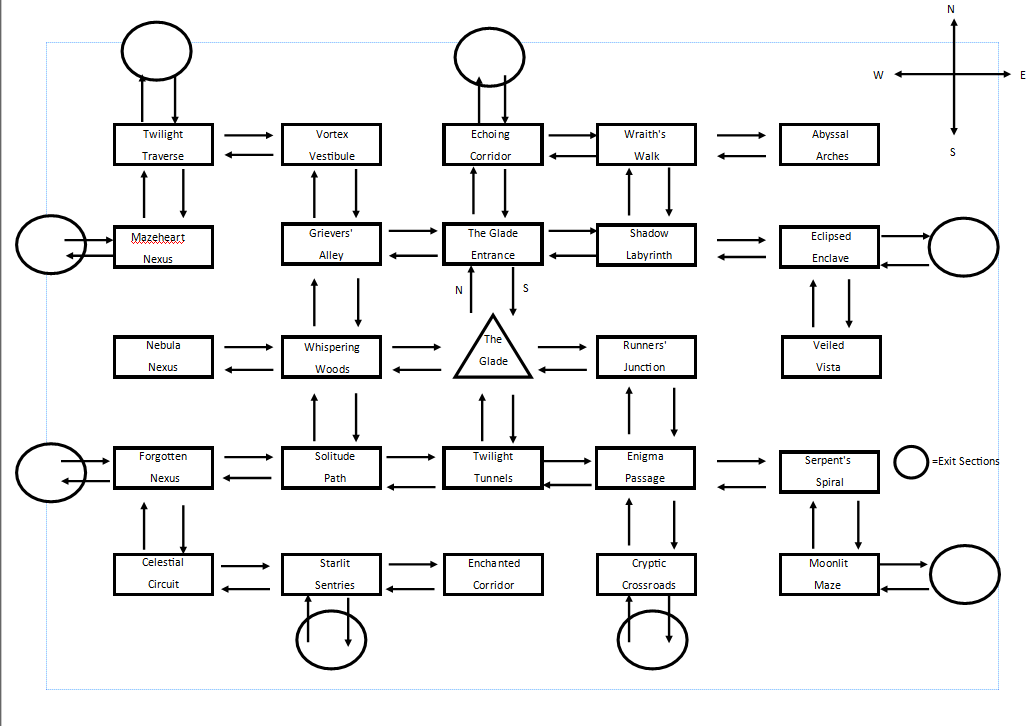 N
W
E
S
Twilight
Traverse
Vortex
Vestibule
Echoing
Corridor
Wraith's
Walk
Abyssal
Arches
Mazeheart
Nexus
Grievers'
Alley
The Glade
Entrance
Shadow
Labyrinth
Eclipsed
Enclave
N
S
Nebula
Nexus
Whispering
Woods
The
Glade
Runners'
Junction
Veiled
Vista
Forgotten
Nexus
Solitude
Path
Twilight
Tunnels
Enigma
Passage
Serpent's
Spiral
=Exit Sections
Celestial
Circuit
Starlit
Sentries
Enchanted
Corridor
Cryptic
Crossroads
Moonlit
Maze